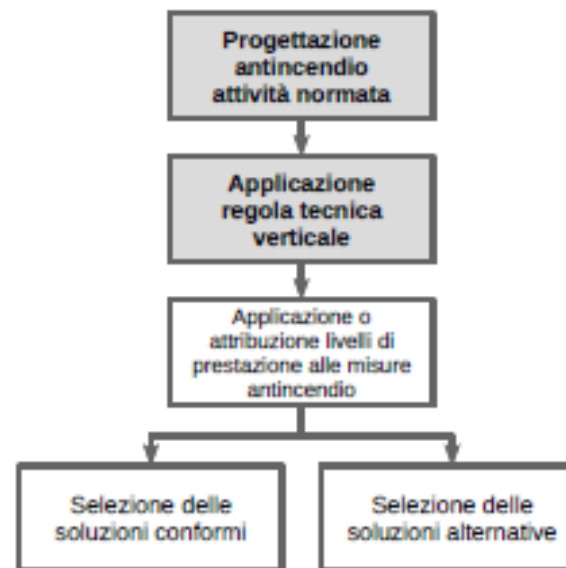 Progettazione
antincendio
attività normata
Applicazione
regola tecnica
verticale
Applicazione o
attribuzione livelli di
prestazione alle misure
antincendio
Selezione delle
soluzioni conformi
Selezione delle
soluzioni alternative